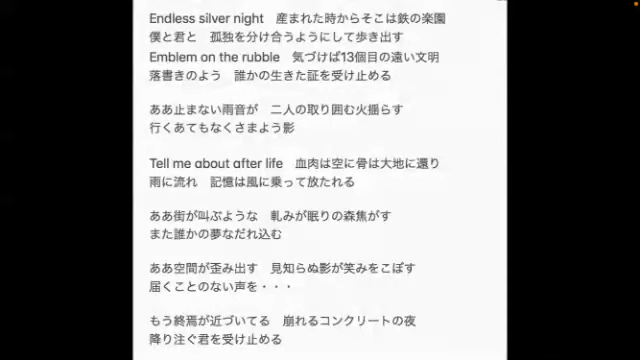 Endless silver night　産まれた時からそこは鉄の楽園
僕と君と　孤独を分け合うようにして歩き出す
Emblem on the rubble　気づけば13個目の遠い文明
落書きのよう　誰かの生きた証を受け止める
ああ止まない雨音が　二人の取り囲む火揺らす
行くあてもなくさまよう影
Tell me about after life　血肉は空に骨は大地に還り
雨に流れ　記憶は風に乗って放たれる
ああ街が叫ぶような　軋みが眠りの森焦がす
また誰かの夢なだれ込む
ああ空間が歪み出す　見知らぬ影が笑みをこぼす
届くことのない声を・・・
もう終焉が近づいてる　崩れるコンクリートの夜
降り注ぐ君を受け止める